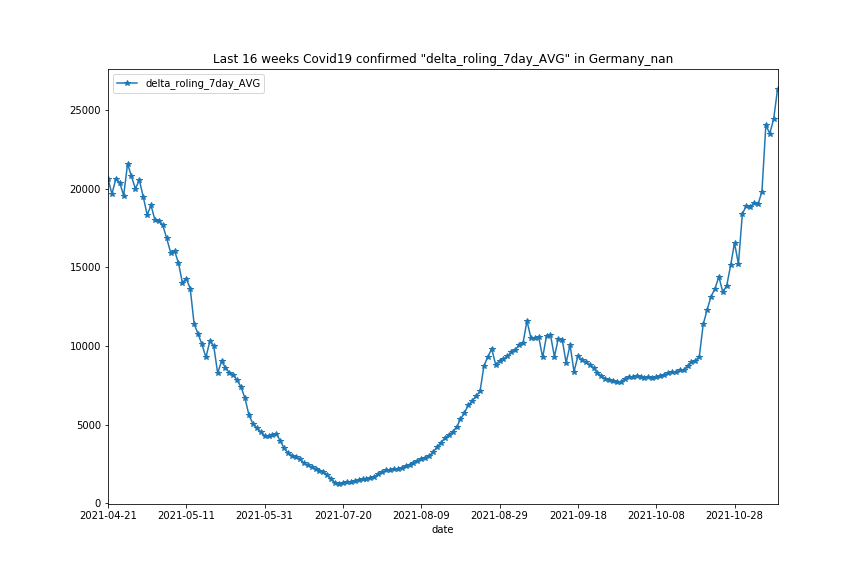 Last 16 weeks Covid19 confirmed "delta_roling_7day_AVG" in Germany_nan
delta_roling_7day_AVG
25000
20000
15000
10000
5000
0
2021-04-21 2021-05-11 2021-05-31 2021-07-20 2021-08-09 2021-08-29 2021-09-18 2021-10-08 2021-10-28
date